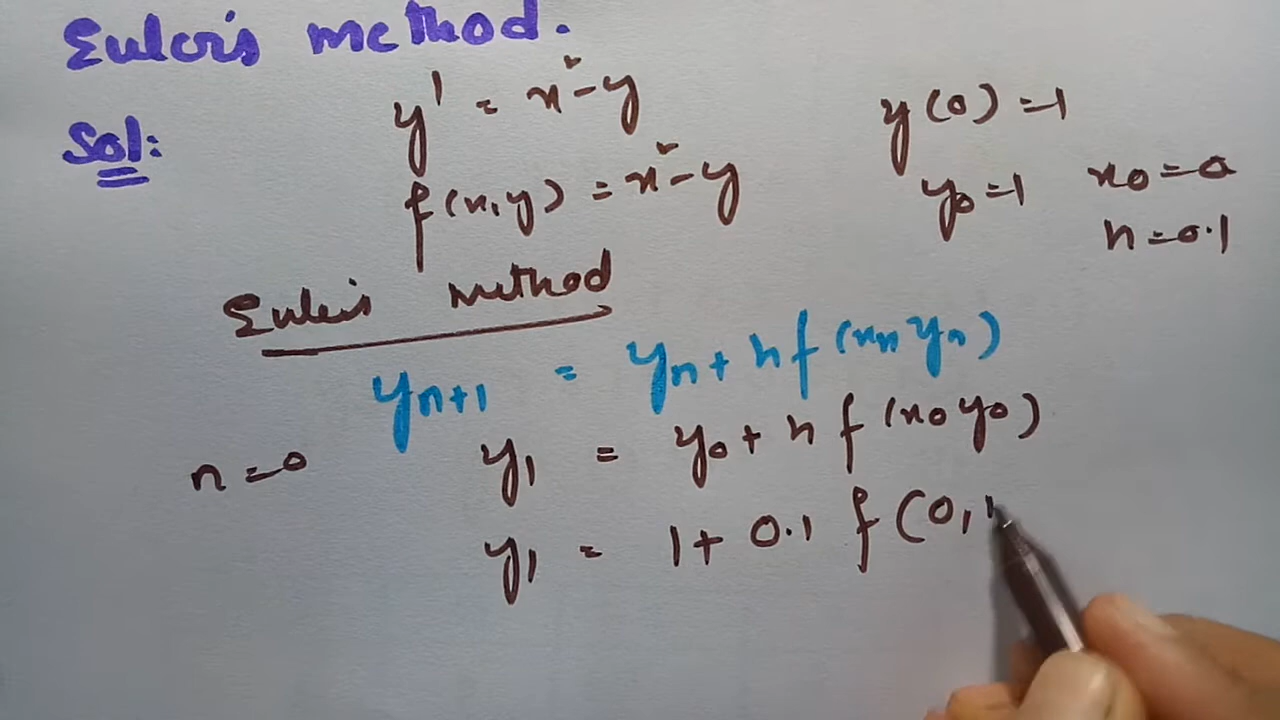 Euler's method.
y' = x² - y
y(0) = 1
Sol:
f(x, y) = x² - y
y₀ = 1
x₀ = 0
h = 0.1
Euler's method
yₙ₊₁ = yₙ + h f(xₙ yₙ)
n = 0
y₁ = y₀ + h f(x₀ y₀)
y₁ = 1 + 0.1 f(0, 1